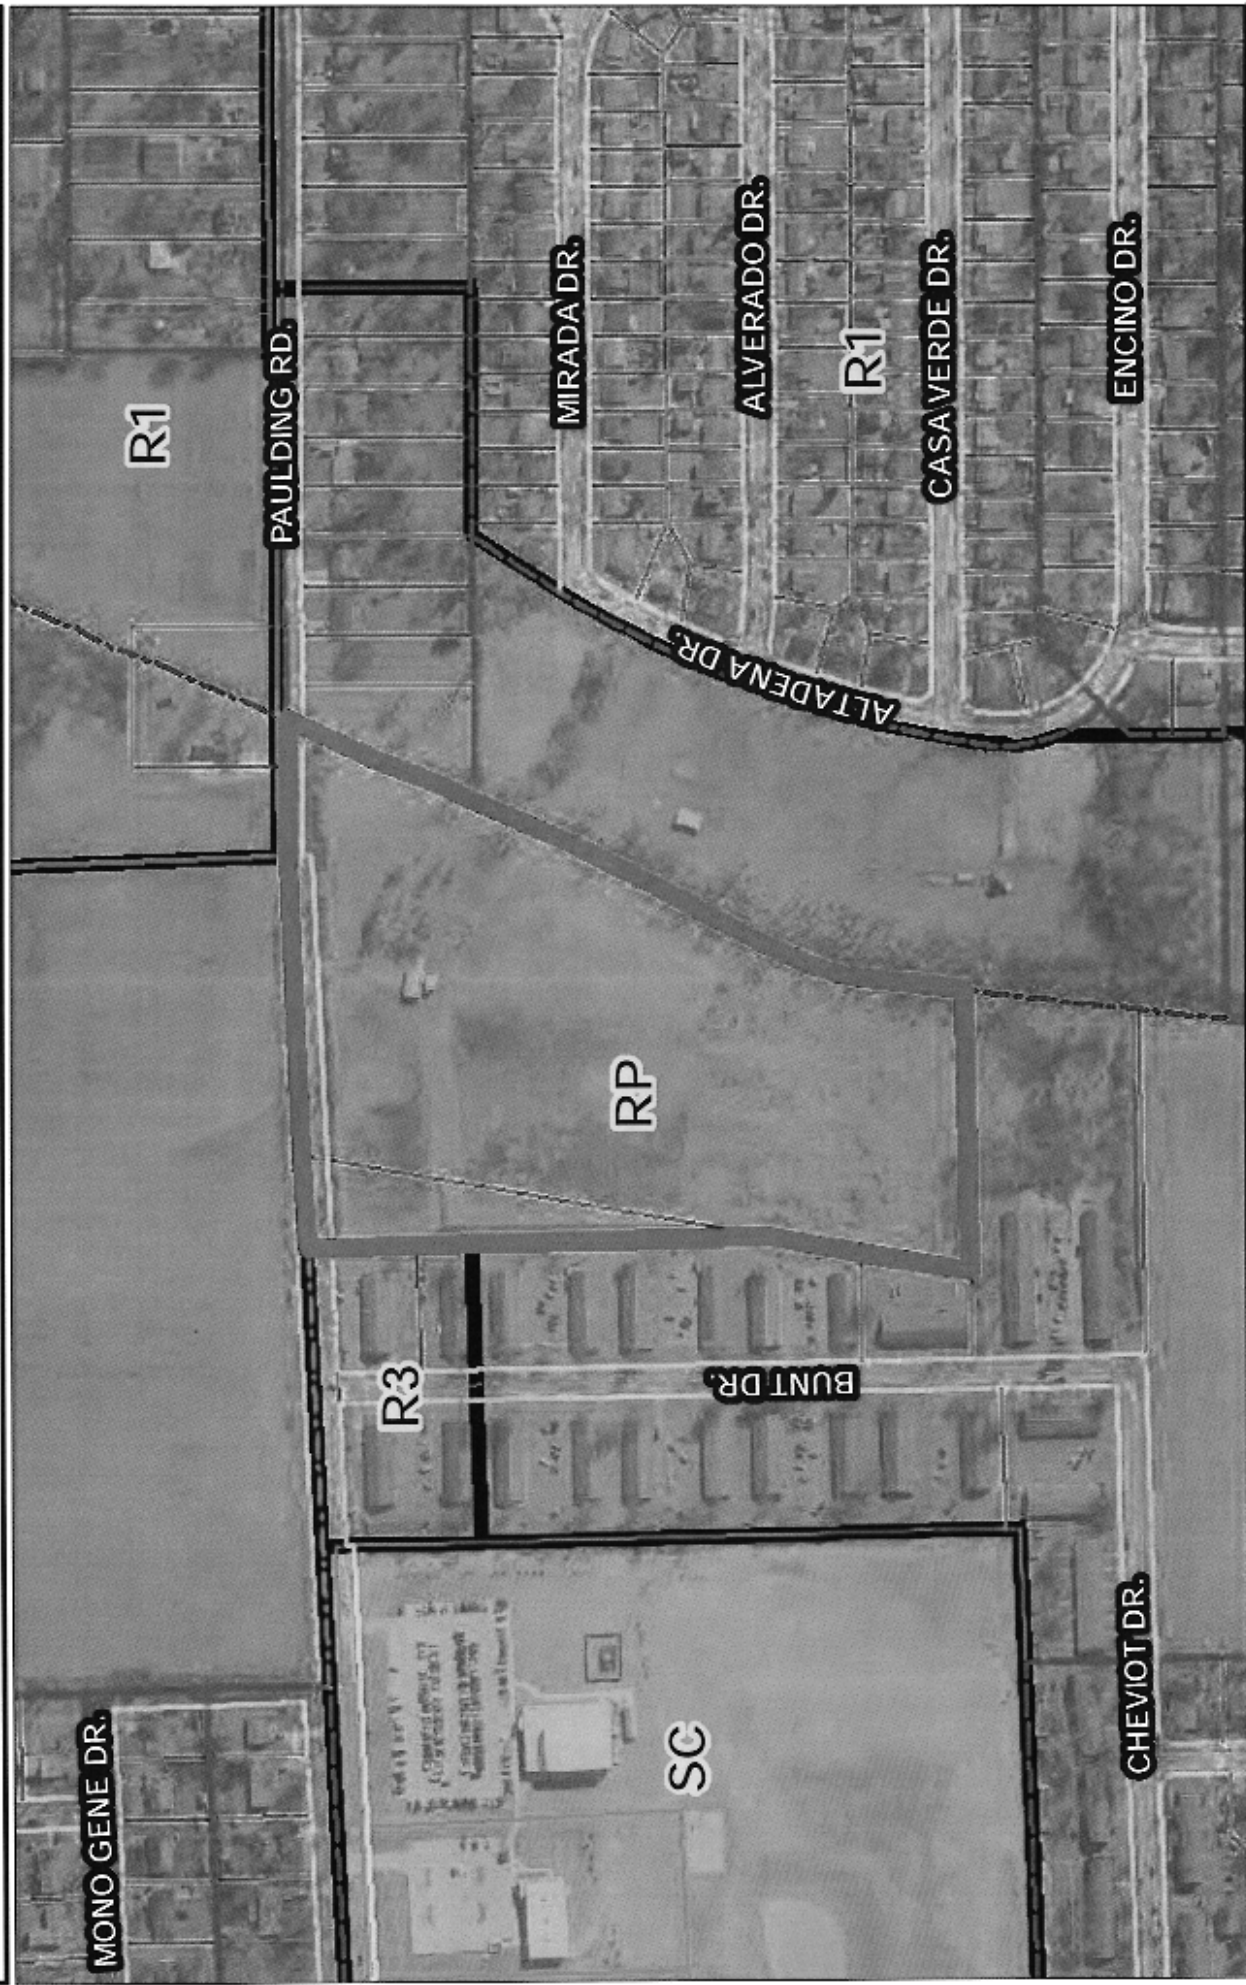 MONO GENE DR.
PAULDING RD.
R1
SC
R3
BUNT DR.
RP
CHEVIOT DR.
ALTADENA DR.
MIRADA DR.
ALVERADO DR.
R1
CASA VERDE DR.
ENCINO DR.